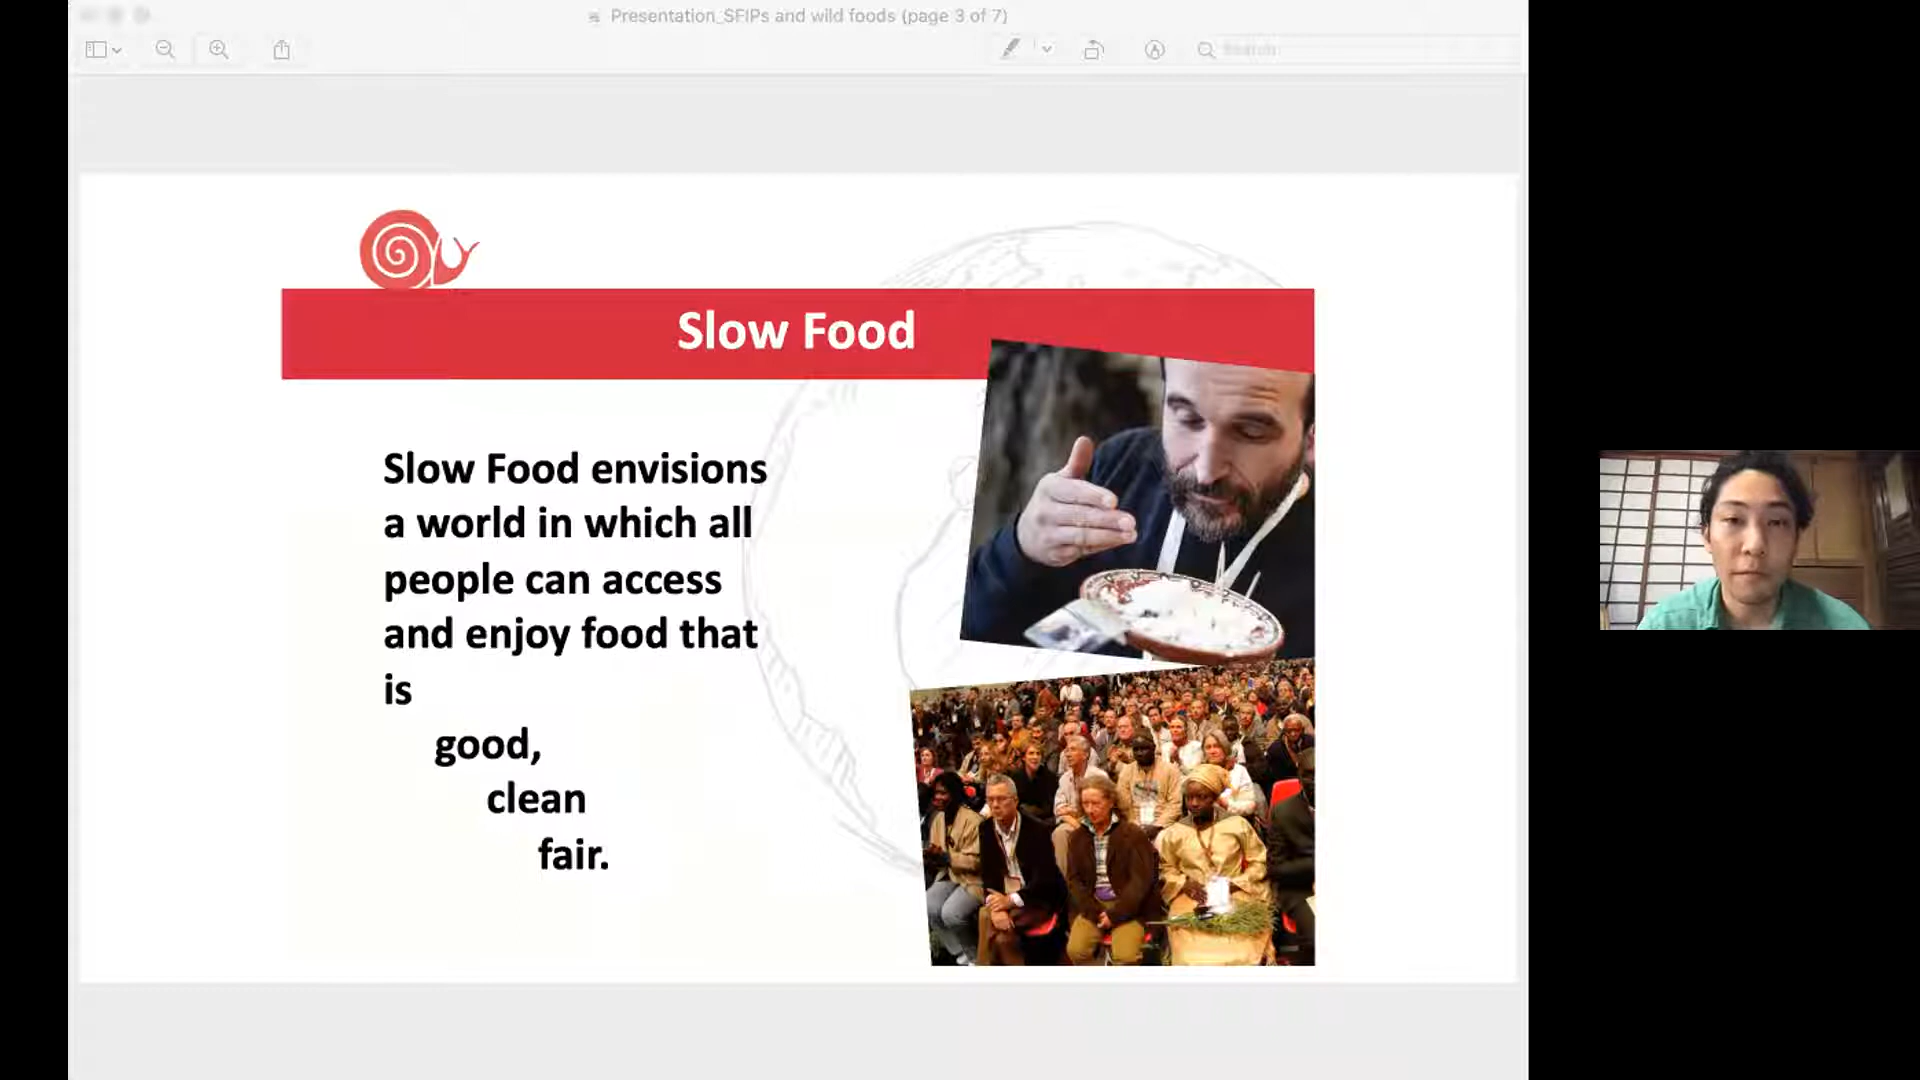 Presentation_SFIPs and wild foods (page 3 of 7)
Search
Slow Food
Slow Food envisions
a world in which all
people can access
and enjoy food that
is
good,
clean
fair.